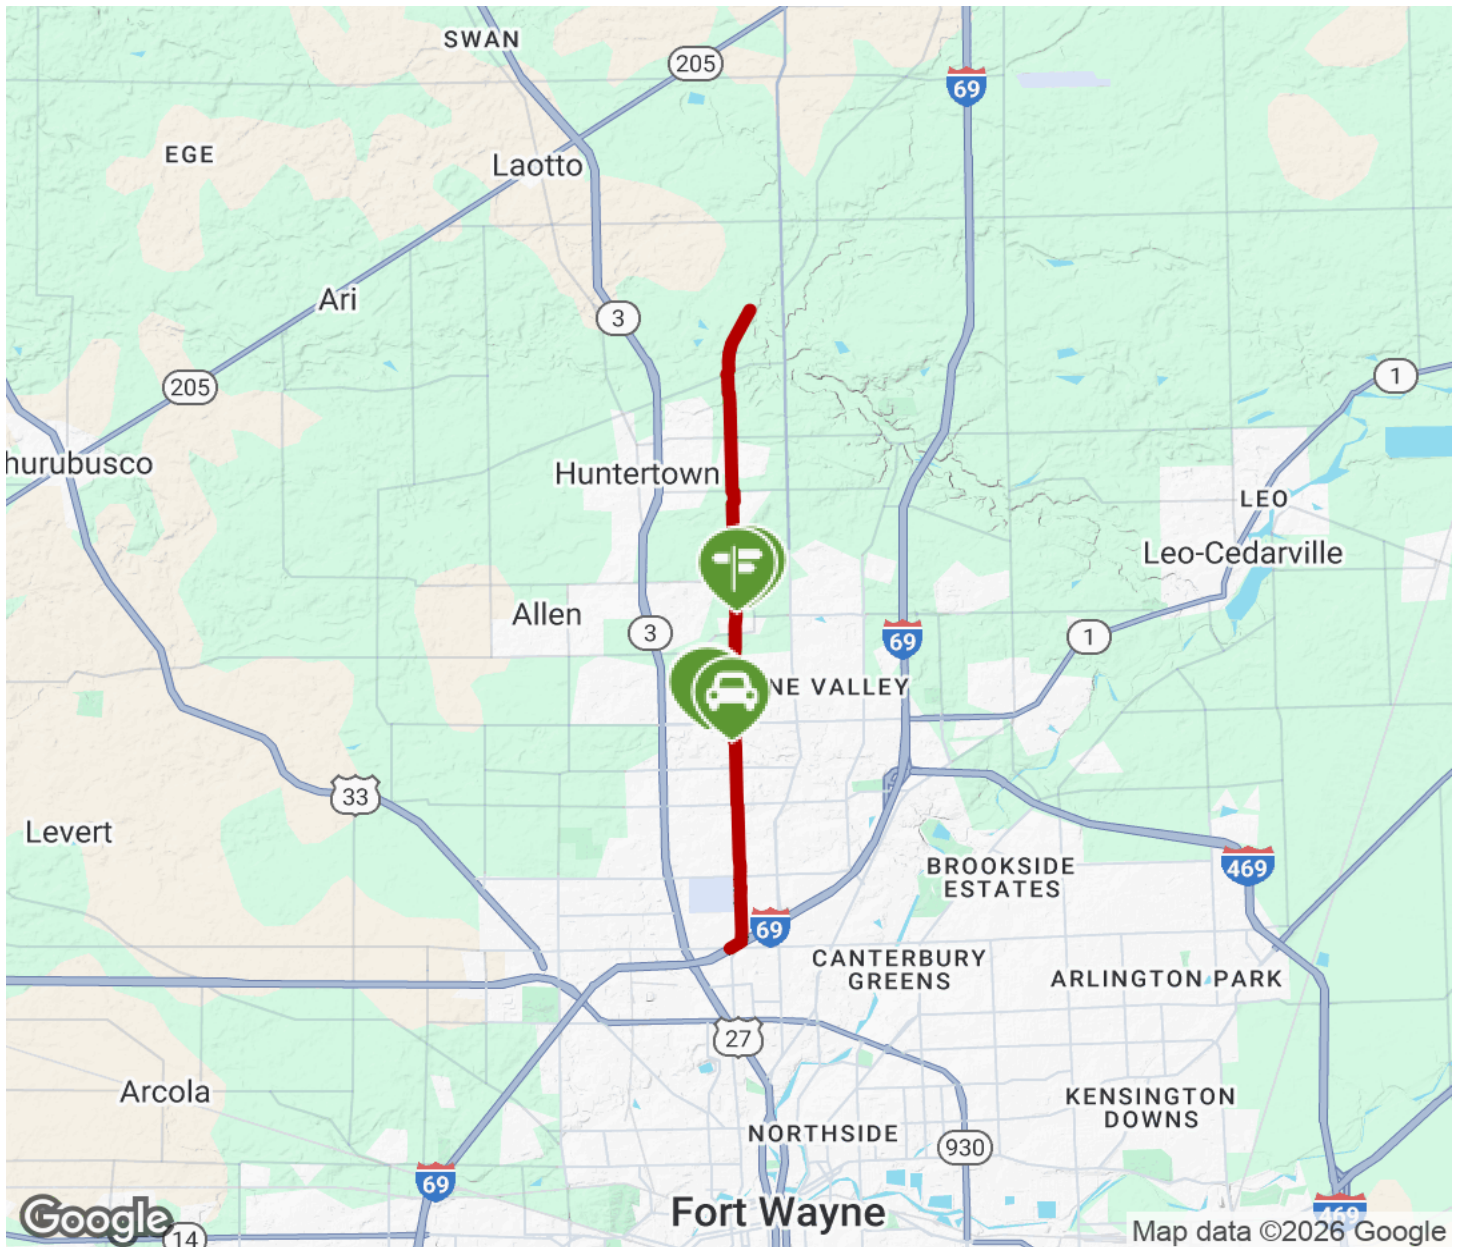 SWAN
205
69
EGE
Laotto
Ari
3
205
1
hurubusco
Huntertown
LEO
Leo-Cedarville
Allen
3
69
1
NE VALLEY
33
Levert
BROOKSIDE
ESTATES
469
69
CANTERBURY
GREENS
ARLINGTON PARK
27
Arcola
KENSINGTON
DOWNS
NORTHSIDE
930
69
Fort Wayne
469
Google
14
Map data ©2026 Google